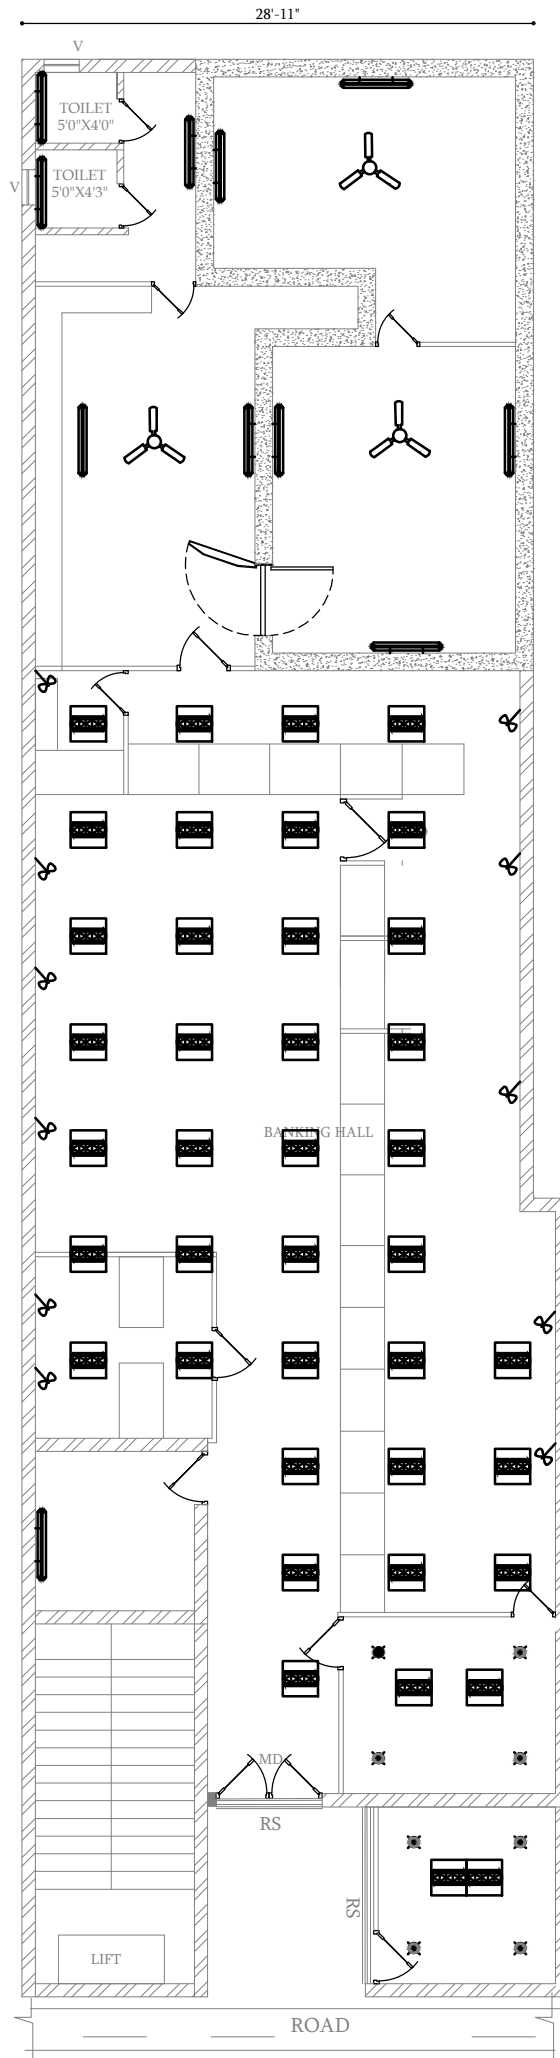 28'-11"
V
TOILET
5'0"X4'0"
TOILET
5'0"X4'3"
V
BANKING HALL
MD
RS
RS
LIFT
ROAD